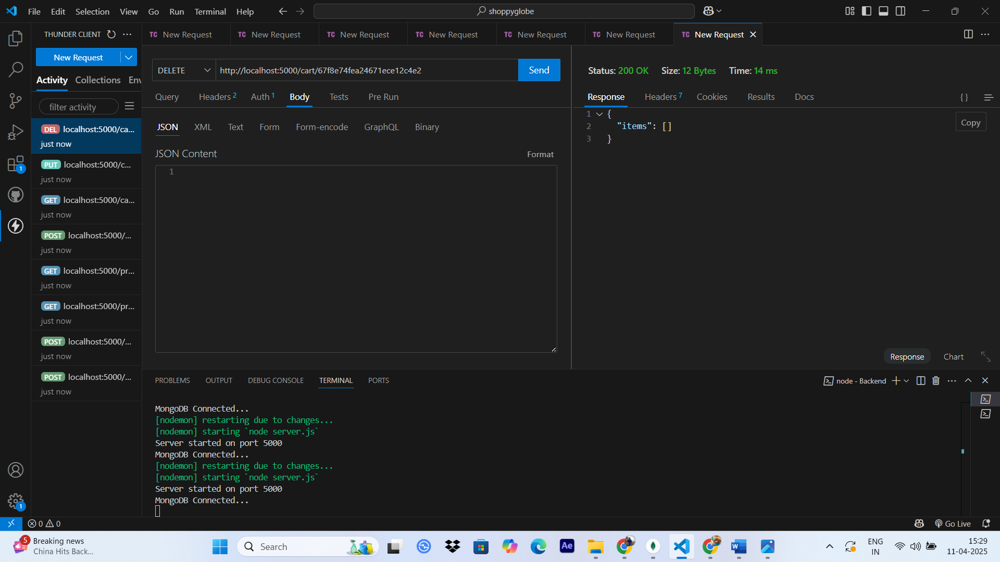 File Edit Selection View Go Run Terminal Help
shoppyglobe
THUNDER CLIENT
New Request
Activity Collections Env
filter activity
DEL localhost:5000/ca...
just now
PUT localhost:5000/c...
just now
GET localhost:5000/ca...
just now
POST localhost:5000/...
just now
GET localhost:5000/pr...
just now
GET localhost:5000/pr...
just now
POST localhost:5000/...
just now
POST localhost:5000/...
just now
TC New Request TC New Request TC New Request TC New Request TC New Request TC New Request TC New Request
DELETE http://localhost:5000/cart/67f8e74fea24671ece12c4e2 Send
Query Headers 2 Auth 1 Body Tests Pre Run
JSON XML Text Form Form-encode GraphQL Binary
JSON Content Format
1
Status: 200 OK Size: 12 Bytes Time: 14 ms
Response Headers 7 Cookies Results Docs { }
1 {
2 "items": []
3 }
Copy
Response Chart
PROBLEMS OUTPUT DEBUG CONSOLE TERMINAL PORTS
node - Backend
MongoDB Connected...
[nodemon] restarting due to changes...
[nodemon] starting `node server.js`
Server started on port 5000
MongoDB Connected...
[nodemon] restarting due to changes...
[nodemon] starting `node server.js`
Server started on port 5000
MongoDB Connected...
1
1
0 0
Go Live
5
Breaking news
China Hits Back...
Search
Ae
W
ENG
IN
15:29
11-04-2025